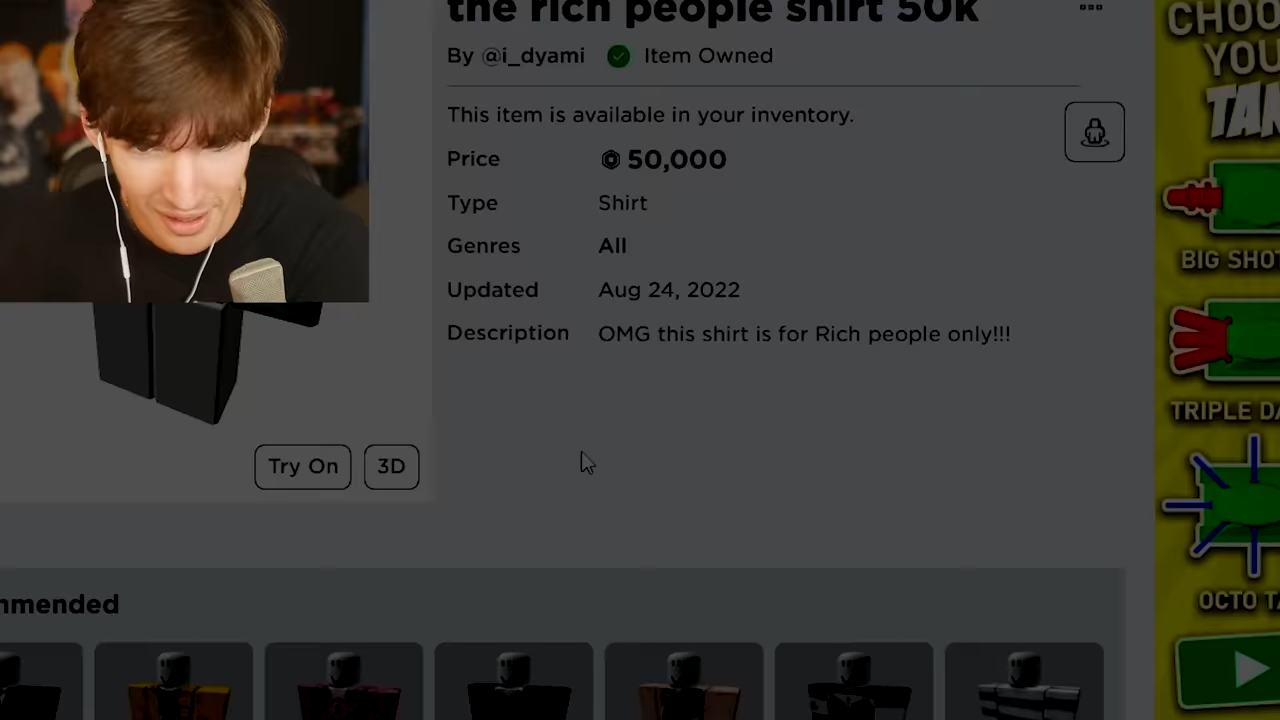 the rich people shirt 50k
By @i_dyami Item Owned
This item is available in your inventory.
Price 50,000
Type Shirt
Genres All
Updated Aug 24, 2022
Description OMG this shirt is for Rich people only!!!
Try On 3D
mmended
CHOO
YOU
TAN
BIG SHOT
TRIPLE DA
OCTO TA